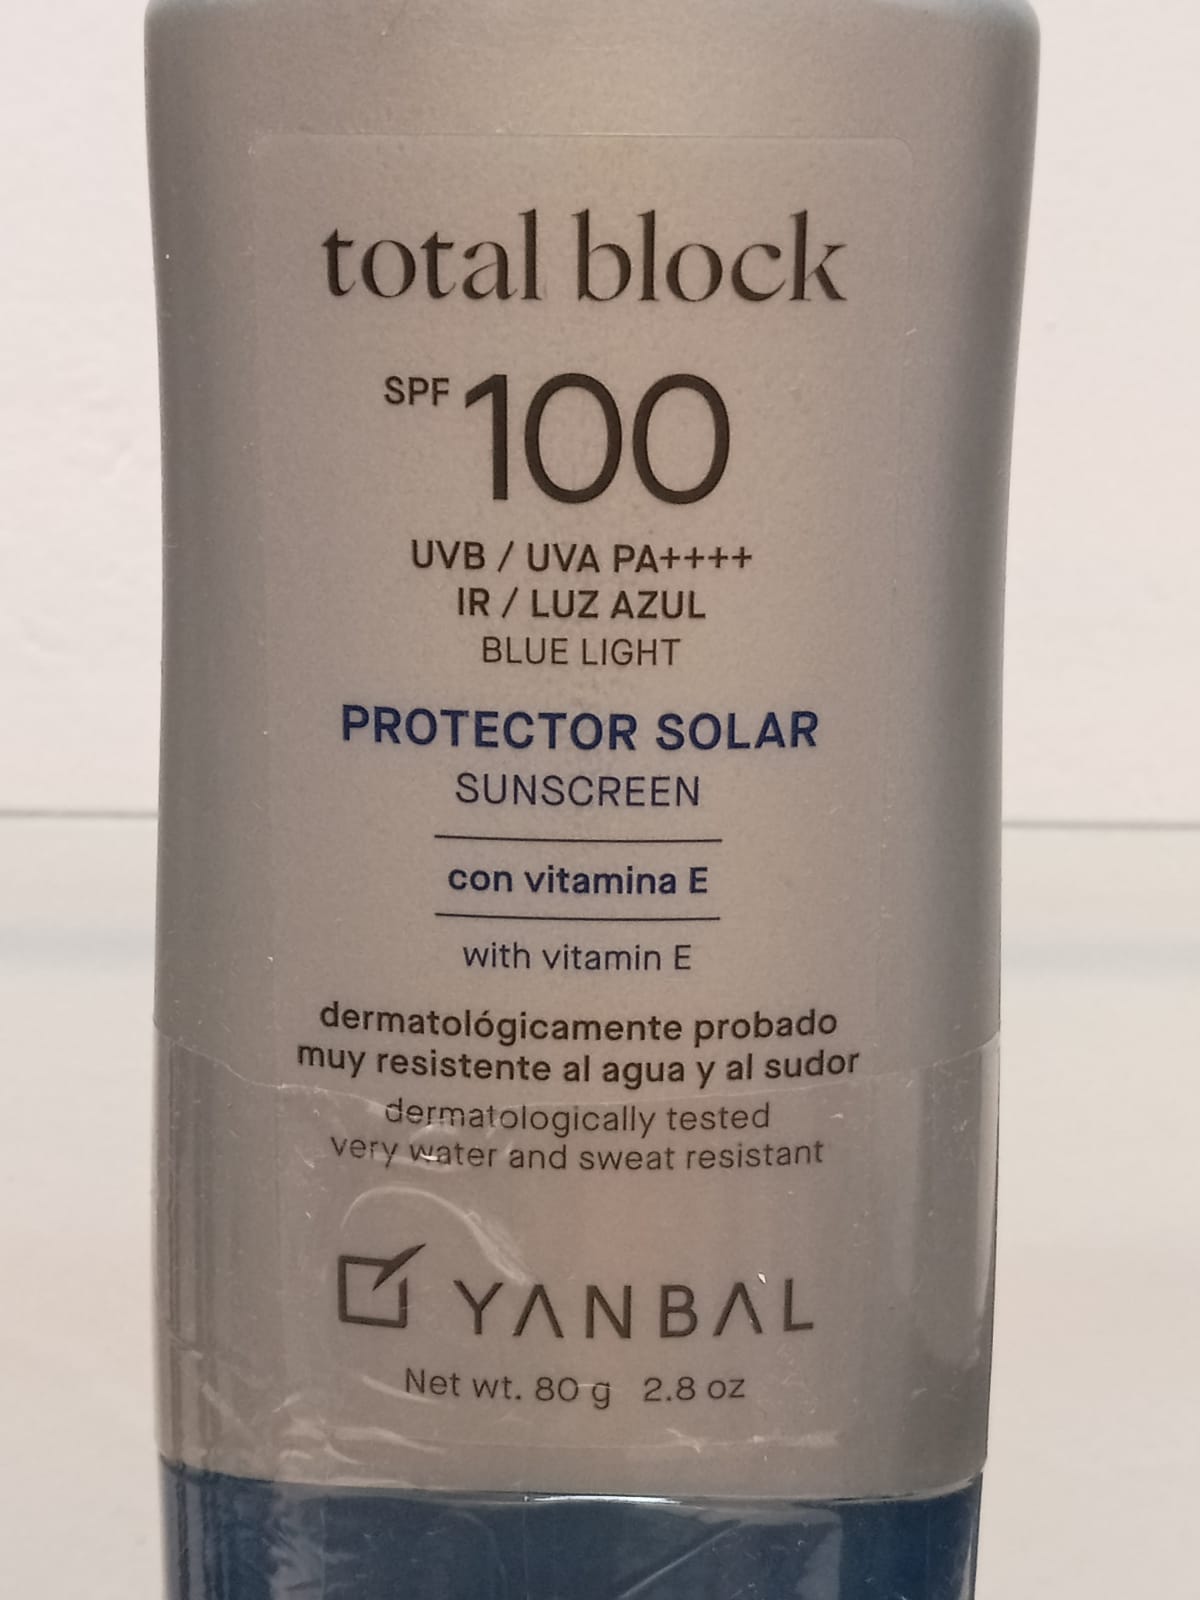 total block
SPF 100
UVB / UVA PA++++
IR / LUZ AZUL
BLUE LIGHT
PROTECTOR SOLAR
SUNSCREEN
con vitamina E
with vitamin E
dermatológicamente probado
muy resistente al agua y al sudor
dermatologically tested
very water and sweat resistant
YANBAL
Net wt. 80 g 2.8 oz